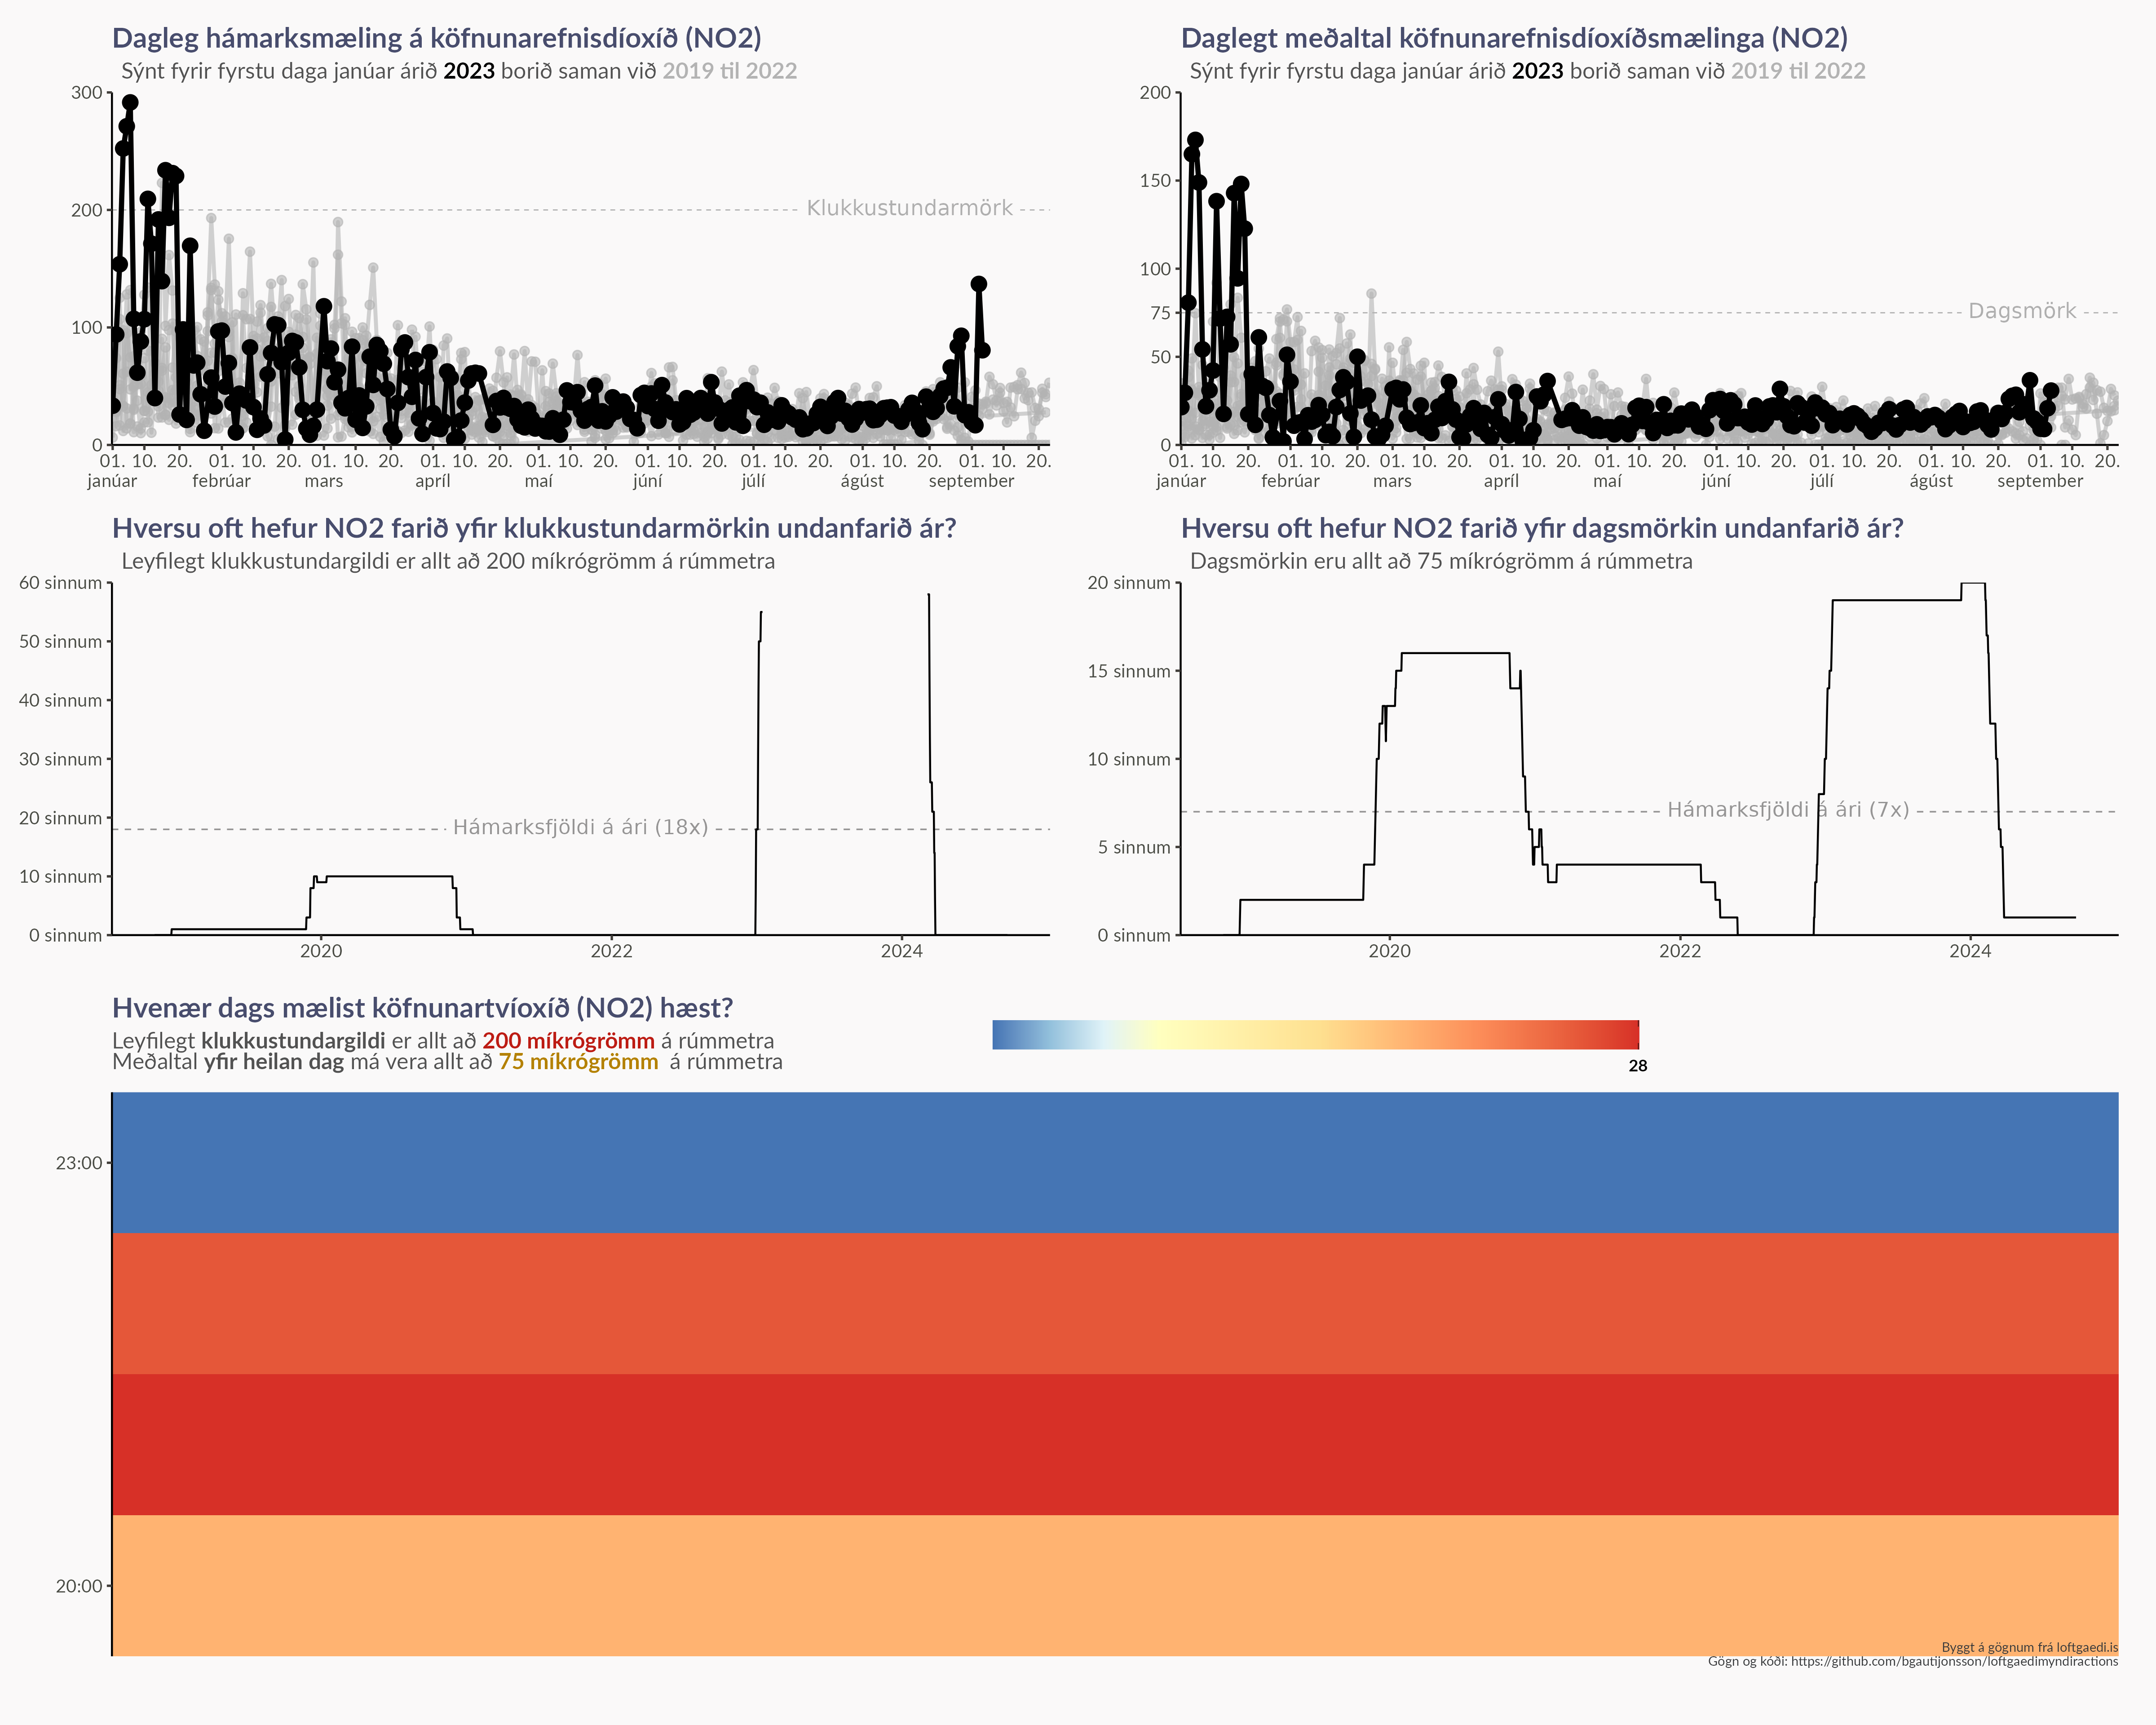 Dagleg hámarksmæling á köfnunarefnisdíoxíð (NO2)
Sýnt fyrir fyrstu daga janúar árið 2023 borið saman við 2019 til 2022
300
200
100
0
Klukkustundarmörk
01. 10. 20. 01. 10. 20. 01. 10. 20. 01. 10. 20. 01. 10. 20. 01. 10. 20. 01. 10. 20. 01. 10. 20. 01. 10. 20.
janúar febrúar mars apríl maí júní júlí ágúst september
Daglegt meðaltal köfnunarefnisdíoxíðsmælinga (NO2)
Sýnt fyrir fyrstu daga janúar árið 2023 borið saman við 2019 til 2022
200
150
100
75
50
0
Dagsmörk
01. 10. 20. 01. 10. 20. 01. 10. 20. 01. 10. 20. 01. 10. 20. 01. 10. 20. 01. 10. 20. 01. 10. 20. 01. 10. 20.
janúar febrúar mars apríl maí júní júlí ágúst september
Hversu oft hefur NO2 farið yfir klukkustundarmörkin undanfarið ár?
Leyfilegt klukkustundargildi er allt að 200 míkrógrömm á rúmmetra
60 sinnum
50 sinnum
40 sinnum
30 sinnum
20 sinnum
10 sinnum
0 sinnum
Hámarksfjöldi á ári (18x)
2020 2022 2024
Hversu oft hefur NO2 farið yfir dagsmörkin undanfarið ár?
Dagsmörkin eru allt að 75 míkrógrömm á rúmmetra
20 sinnum
15 sinnum
10 sinnum
5 sinnum
0 sinnum
Hámarksfjöldi á ári (7x)
2020 2022 2024
Hvenær dags mælist köfnunartvíoxíð (NO2) hæst?
Leyfilegt klukkustundargildi er allt að 200 míkrógrömm á rúmmetra
Meðaltal yfir heilan dag má vera allt að 75 míkrógrömm á rúmmetra
28
23:00
20:00
Byggt á gögnum frá loftgaedi.is
Gögn og kóði: https://github.com/bgautijonsson/loftgaedimyndiractions